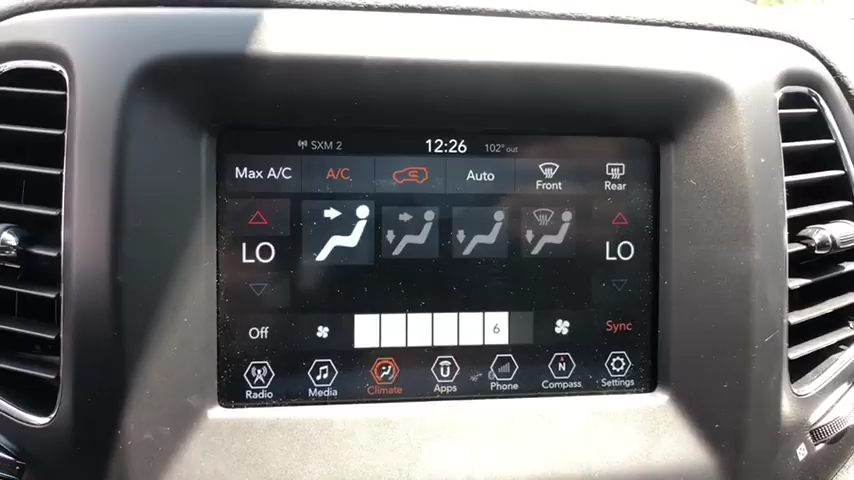 SXM 2 12:26 102° out
Max A/C A/C Auto Front Rear
LO LO
Off 6 Sync
Radio Media Climate Apps Phone Compass Settings
N